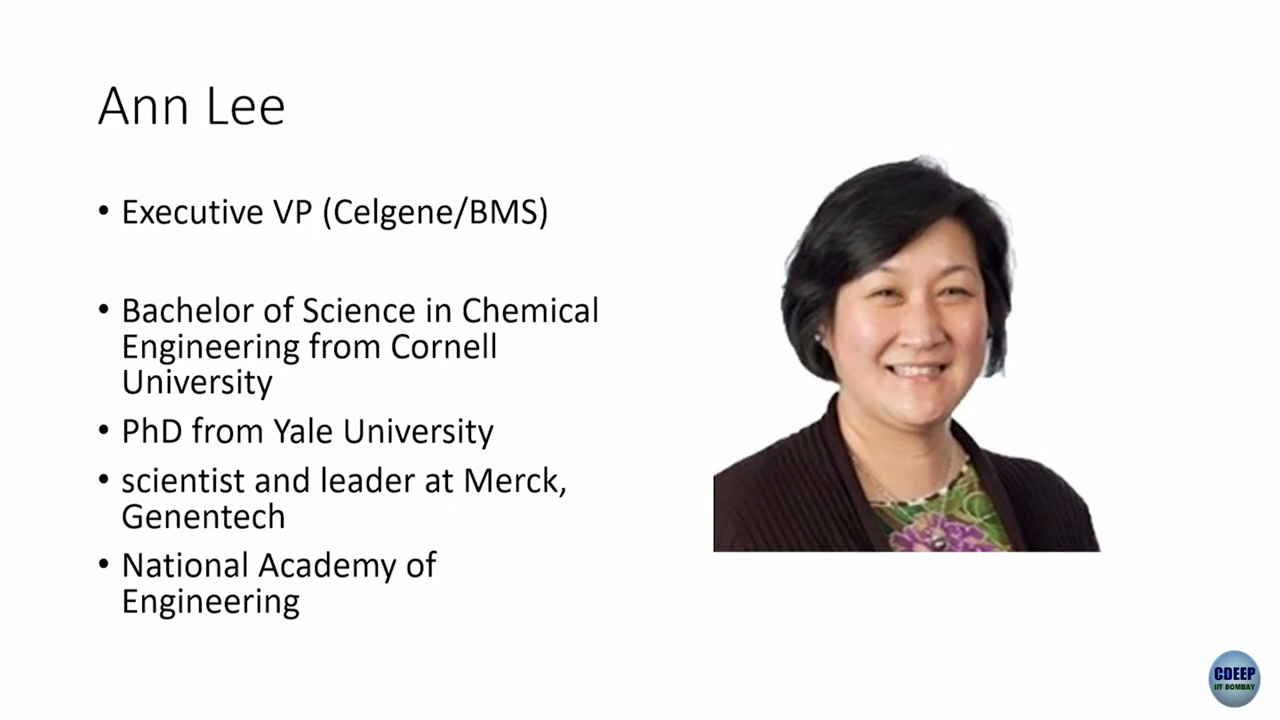 Ann Lee
• Executive VP (Celgene/BMS)
• Bachelor of Science in Chemical
Engineering from Cornell
University
• PhD from Yale University
• scientist and leader at Merck,
Genentech
• National Academy of
Engineering
CDEEP
IIT BOMBAY